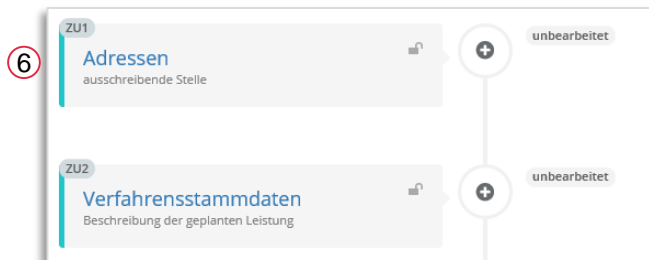 ZU1
unbearbeitet
6
Adressen
ausschreibende Stelle
ZU2
unbearbeitet
Verfahrensstammdaten
Beschreibung der geplanten Leistung